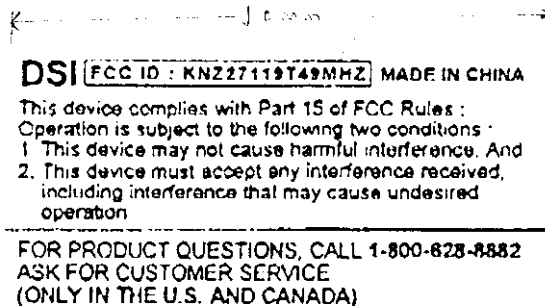 DSI FCC ID : KNZ27119T49MHZ MADE IN CHINA
This device complies with Part 15 of FCC Rules :
Operation is subject to the following two conditions :
1 This device may not cause harmful interference. And
2. This device must accept any interference received,
including interference that may cause undesired
operation
FOR PRODUCT QUESTIONS, CALL 1-800-628-8882
ASK FOR CUSTOMER SERVICE
(ONLY IN THE U.S. AND CANADA)